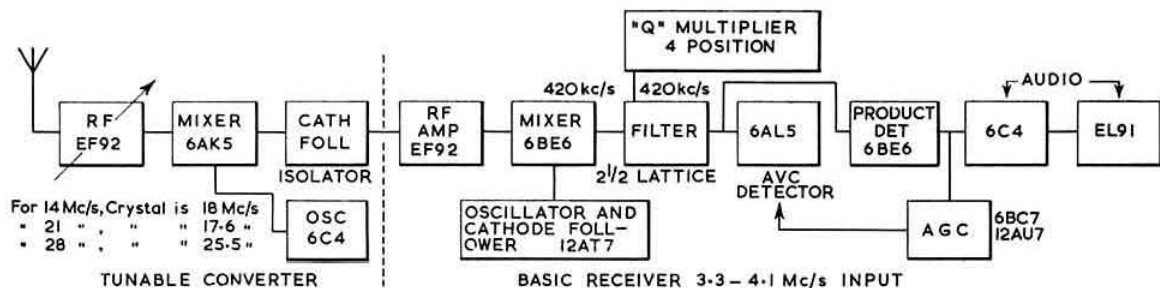 "Q" MULTIPLIER
4 POSITION
420 kc/s
420 kc/s
RF
EF92
MIXER
6AK5
CATH
FOLL
ISOLATOR
RF
AMP
EF92
MIXER
6BE6
FILTER
2 1/2 LATTICE
6AL5
AVC
DETECTOR
PRODUCT
DET
6BE6
AUDIO
6C4
EL91
For 14 Mc/s, Crystal is 18 Mc/s
" 21 " , " " 17·6 "
" 28 " , " " 25·5 "
OSC
6C4
OSCILLATOR AND
CATHODE FOLL-
OWER 12AT7
AGC
6BC7
12AU7
TUNABLE CONVERTER
BASIC RECEIVER 3·3 – 4·1 Mc/s INPUT